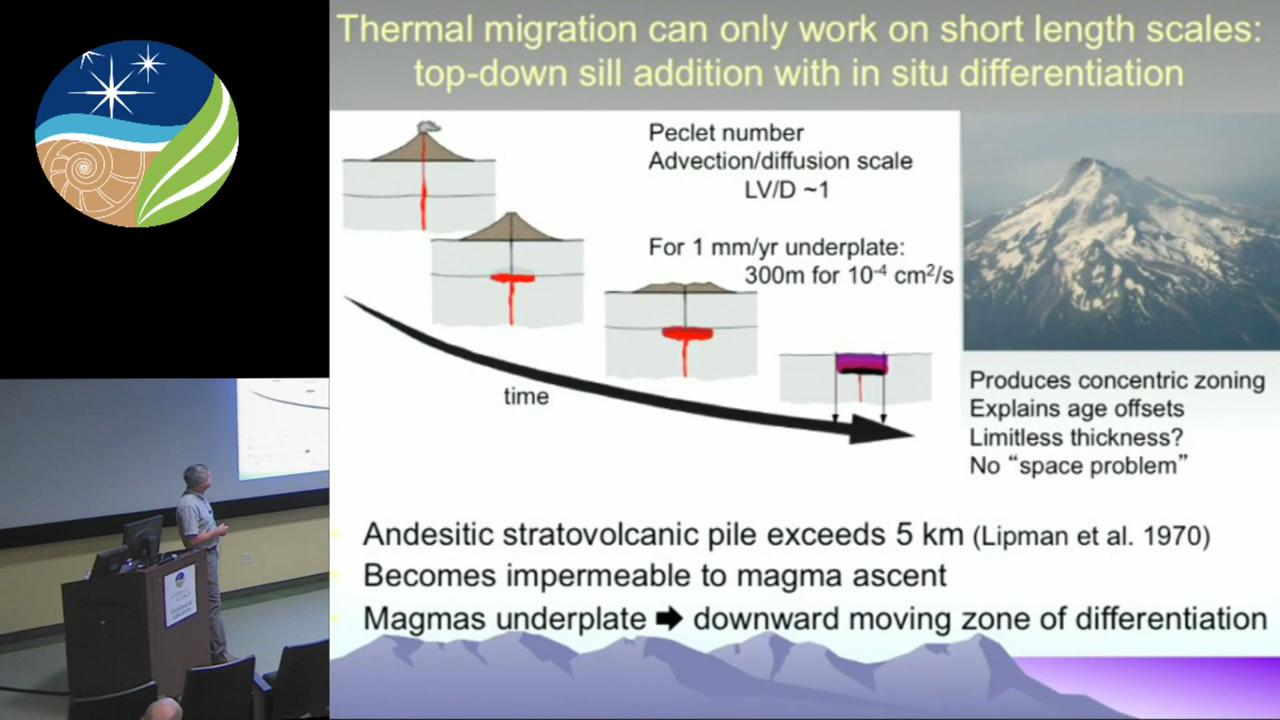 Thermal migration can only work on short length scales:
top-down sill addition with in situ differentiation
Peclet number
Advection/diffusion scale
LV/D ~1
For 1 mm/yr underplate:
300m for 10⁻⁴ cm²/s
time
Produces concentric zoning
Explains age offsets
Limitless thickness?
No “space problem”
Andesitic stratovolcanic pile exceeds 5 km (Lipman et al. 1970)
Becomes impermeable to magma ascent
Magmas underplate ➡ downward moving zone of differentiation